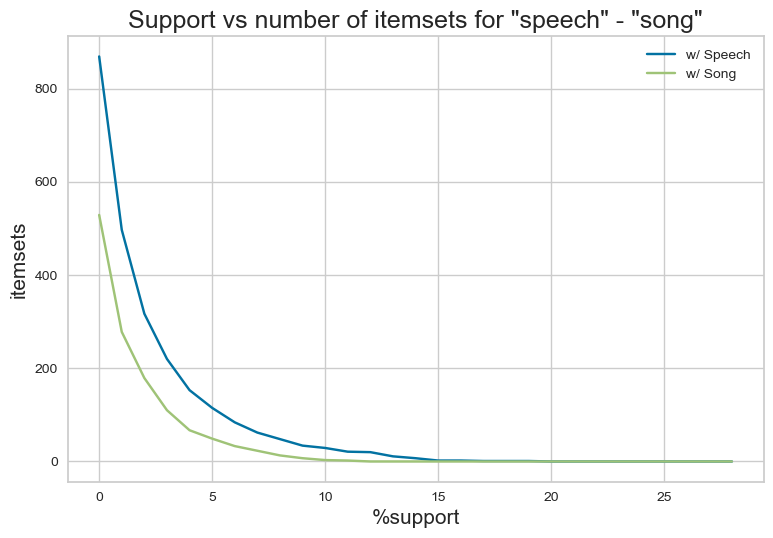 Support vs number of itemsets for "speech" - "song"
w/ Speech
w/ Song
800
600
400
200
0
itemsets
0 5 10 15 20 25
%support